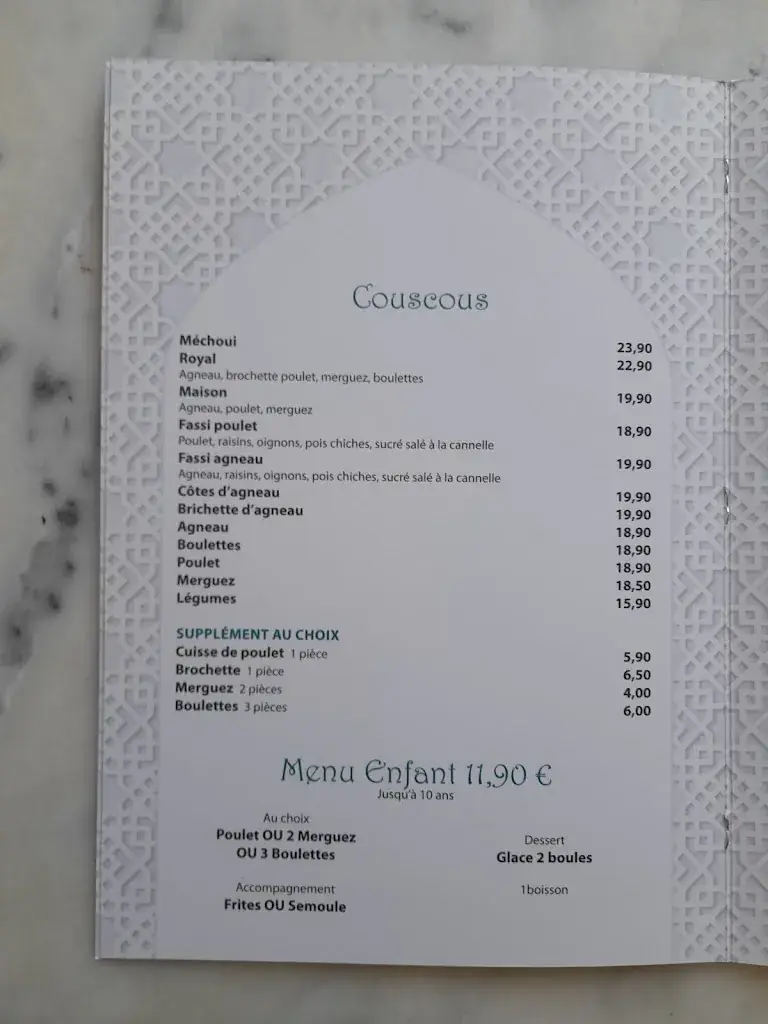 Couscous
Méchoui 23,90
Royal 22,90
Agneau, brochette poulet, merguez, boulettes
Maison 19,90
Agneau, poulet, merguez
Fassi poulet 18,90
Poulet, raisins, oignons, pois chiches, sucré salé à la cannelle
Fassi agneau 19,90
Agneau, raisins, oignons, pois chiches, sucré salé à la cannelle
Côtes d'agneau 19,90
Brichette d'agneau 19,90
Agneau 18,90
Boulettes 18,90
Poulet 18,90
Merguez 18,50
Légumes 15,90
SUPPLÉMENT AU CHOIX
Cuisse de poulet 1 pièce 5,90
Brochette 1 pièce 6,50
Merguez 2 pièces 4,00
Boulettes 3 pièces 6,00
Menu Enfant 11,90 €
Jusqu'à 10 ans
Au choix
Poulet OU 2 Merguez
OU 3 Boulettes
Accompagnement
Frites OU Semoule
Dessert
Glace 2 boules
1boisson